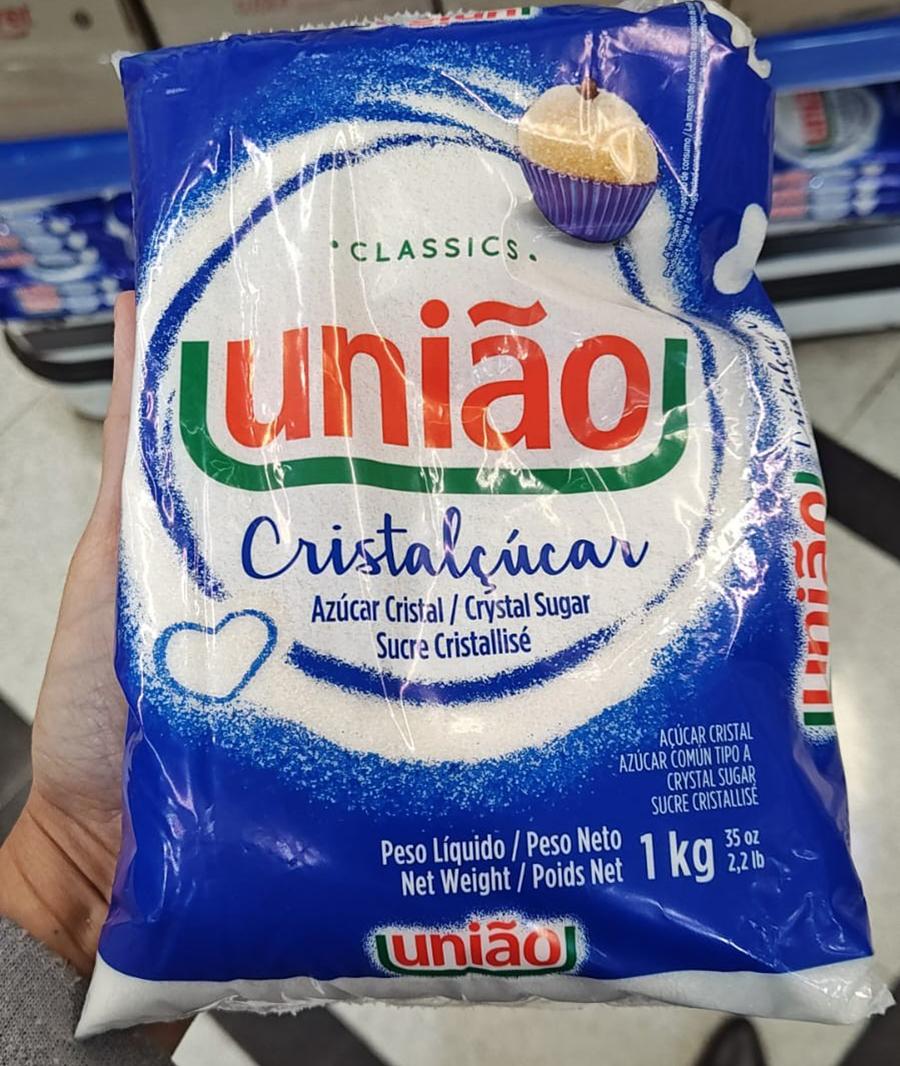 • CLASSICS •
união
Cristalçúcar
Azúcar Cristal / Crystal Sugar
Sucre Cristallisé
AÇÚCAR CRISTAL
AZÚCAR COMÚN TIPO A
CRYSTAL SUGAR
SUCRE CRISTALLISÉ
Peso Líquido / Peso Neto
Net Weight / Poids Net
1 kg
35 oz
2,2 lb
união
união
união